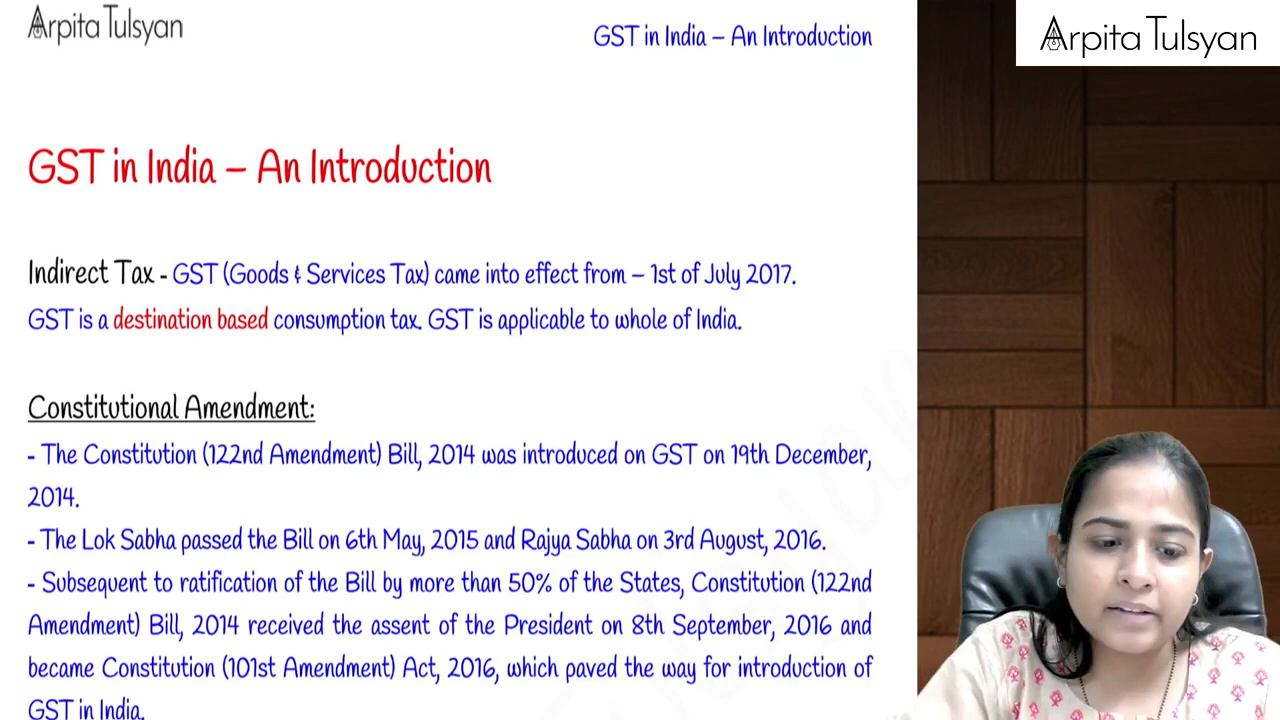 Arpita Tulsyan
GST in India – An Introduction
Arpita Tulsyan
GST in India – An Introduction
Indirect Tax - GST (Goods & Services Tax) came into effect from – 1st of July 2017.
GST is a destination based consumption tax. GST is applicable to whole of India.
Constitutional Amendment:
- The Constitution (122nd Amendment) Bill, 2014 was introduced on GST on 19th December,
2014.
- The Lok Sabha passed the Bill on 6th May, 2015 and Rajya Sabha on 3rd August, 2016.
- Subsequent to ratification of the Bill by more than 50% of the States, Constitution (122nd
Amendment) Bill, 2014 received the assent of the President on 8th September, 2016 and
became Constitution (101st Amendment) Act, 2016, which paved the way for introduction of
GST in India.